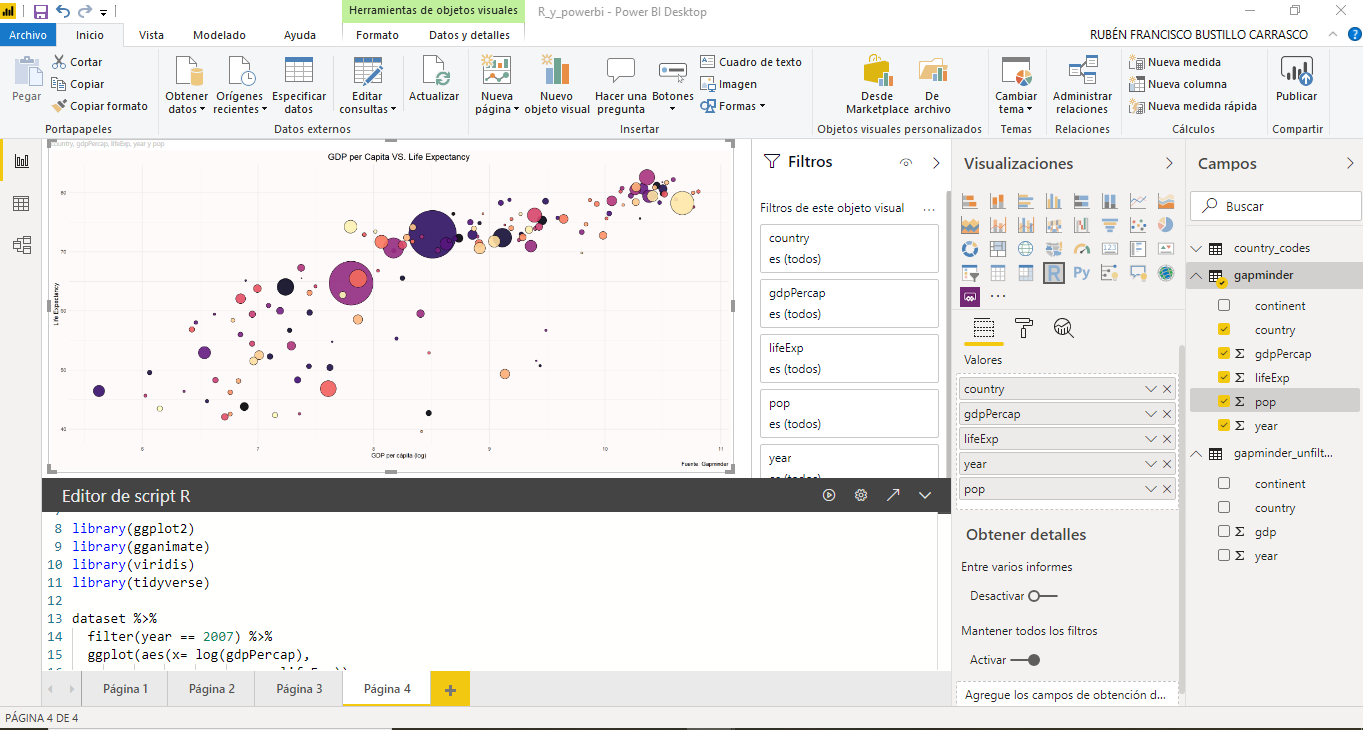 Herramientas de objetos visuales
R_y_powerbi - Power BI Desktop
RUBÉN FRANCISCO BUSTILLO CARRASCO
Archivo Inicio Vista Modelado Ayuda Formato Datos y detalles
Pegar
Cortar
Copiar
Copiar formato
Portapapeles
Obtener datos
Orígenes recientes
Especificar datos
Editar consultas
Actualizar
Datos externos
Nueva página
Nuevo objeto visual
Hacer una pregunta
Botones
Cuadro de texto
Imagen
Formas
Insertar
Desde Marketplace
De archivo
Objetos visuales personalizados
Cambiar tema
Temas
Administrar relaciones
Relaciones
Nueva medida
Nueva columna
Nueva medida rápida
Cálculos
Publicar
Compartir
country, gdpPercap, lifeExp, year y pop
GDP per Capita VS. Life Expectancy
Life Expectancy
80
70
60
50
40
6 7 8 9 10 11
GDP per cápita (log)
Fuente: Gapminder
Filtros
Filtros de este objeto visual ...
country
es (todos)
gdpPercap
es (todos)
lifeExp
es (todos)
pop
es (todos)
year
es (todos)
Visualizaciones
R Py
Valores
country
gdpPercap
lifeExp
year
pop
Obtener detalles
Entre varios informes
Desactivar
Mantener todos los filtros
Activar
Agregue los campos de obtención d...
Campos
Buscar
country_codes
gapminder
continent
country
Σ gdpPercap
Σ lifeExp
Σ pop
Σ year
gapminder_unfilt...
continent
country
Σ gdp
Σ year
Editor de script R
8 library(ggplot2)
9 library(gganimate)
10 library(viridis)
11 library(tidyverse)
12
13 dataset %>%
14 filter(year == 2007) %>%
15 ggplot(aes(x= log(gdpPercap),
Página 1 Página 2 Página 3 Página 4 +
PÁGINA 4 DE 4